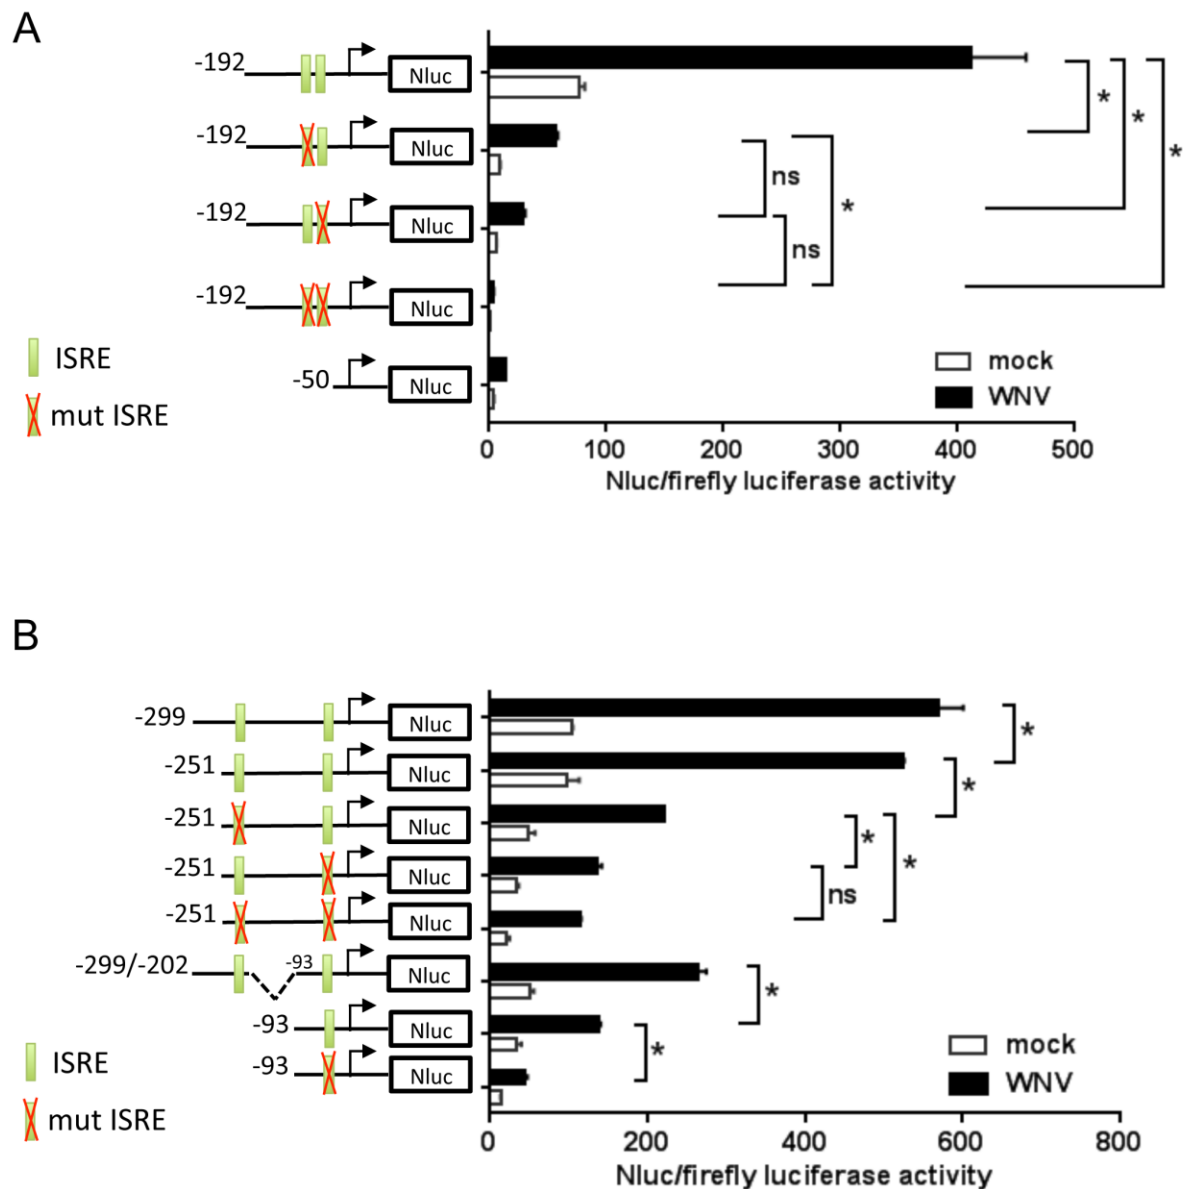 A
-192 Nluc
*
-192 Nluc
*
*
ns
-192 Nluc
*
ns
-192 Nluc
ISRE
mut ISRE
-50 Nluc
mock
WNV
0 100 200 300 400 500
Nluc/firefly luciferase activity
B
-299 Nluc
*
-251 Nluc
*
-251 Nluc
*
*
-251 Nluc
ns
-251 Nluc
-299/-202 -93 Nluc
*
-93 Nluc
*
-93 Nluc
ISRE
mut ISRE
mock
WNV
0 200 400 600 800
Nluc/firefly luciferase activity